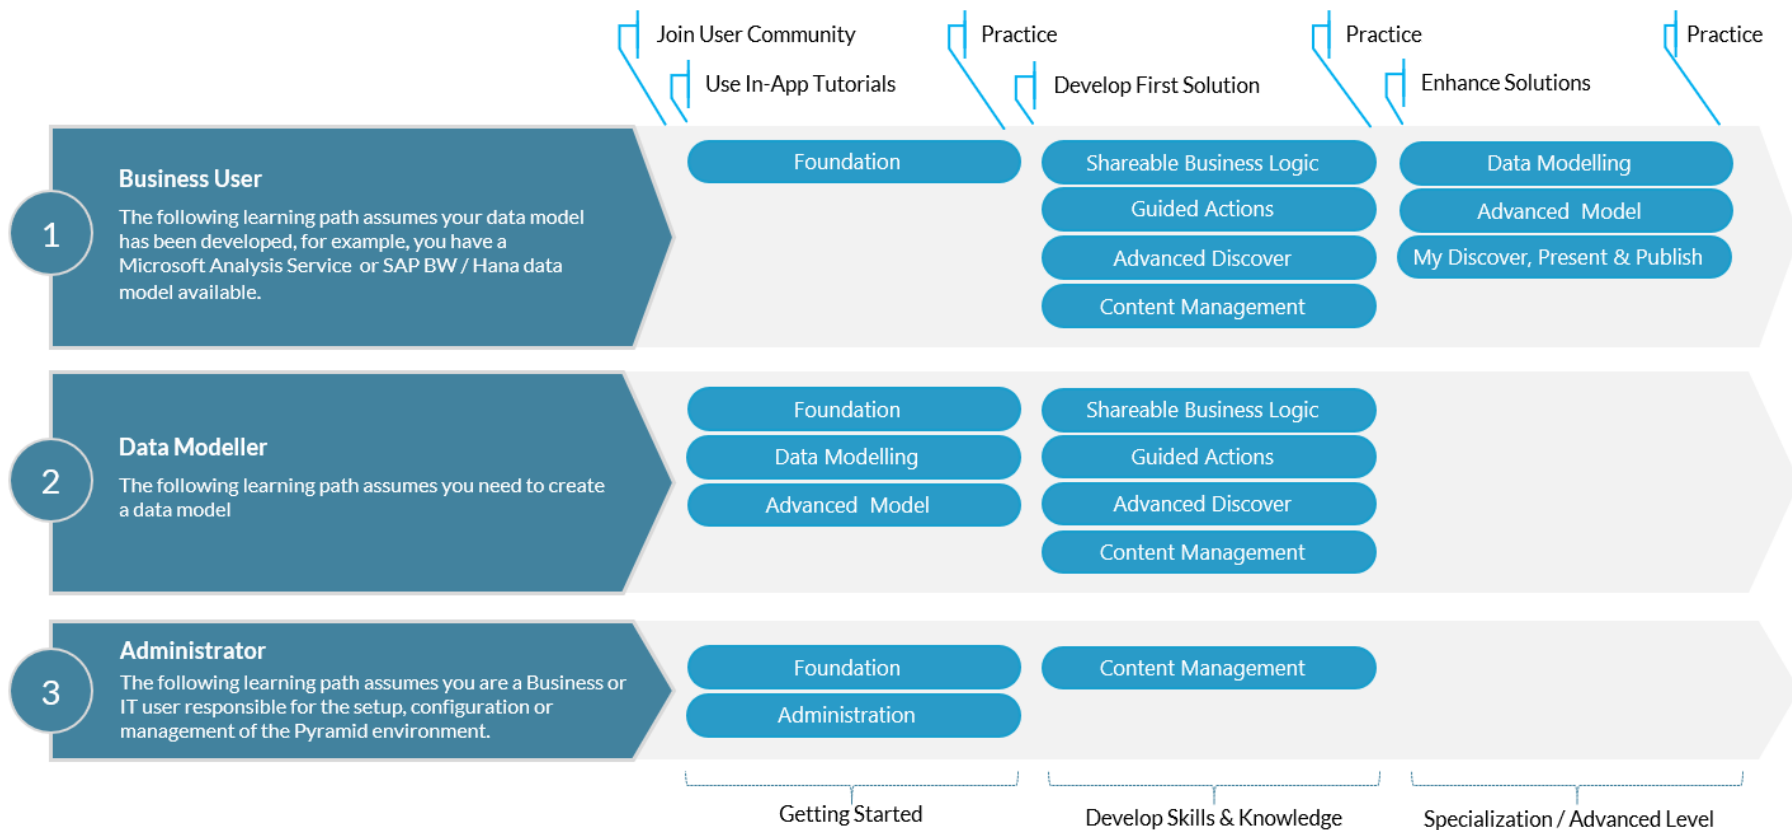 Join User Community
Practice
Practice
Practice
Use In-App Tutorials
Develop First Solution
Enhance Solutions
1
Business User
The following learning path assumes your data model
has been developed, for example, you have a
Microsoft Analysis Service or SAP BW / Hana data
model available.
Foundation
Shareable Business Logic
Guided Actions
Advanced Discover
Content Management
Data Modelling
Advanced Model
My Discover, Present & Publish
2
Data Modeller
The following learning path assumes you need to create
a data model
Foundation
Data Modelling
Advanced Model
Shareable Business Logic
Guided Actions
Advanced Discover
Content Management
3
Administrator
The following learning path assumes you are a Business or
IT user responsible for the setup, configuration or
management of the Pyramid environment.
Foundation
Administration
Content Management
Getting Started
Develop Skills & Knowledge
Specialization / Advanced Level